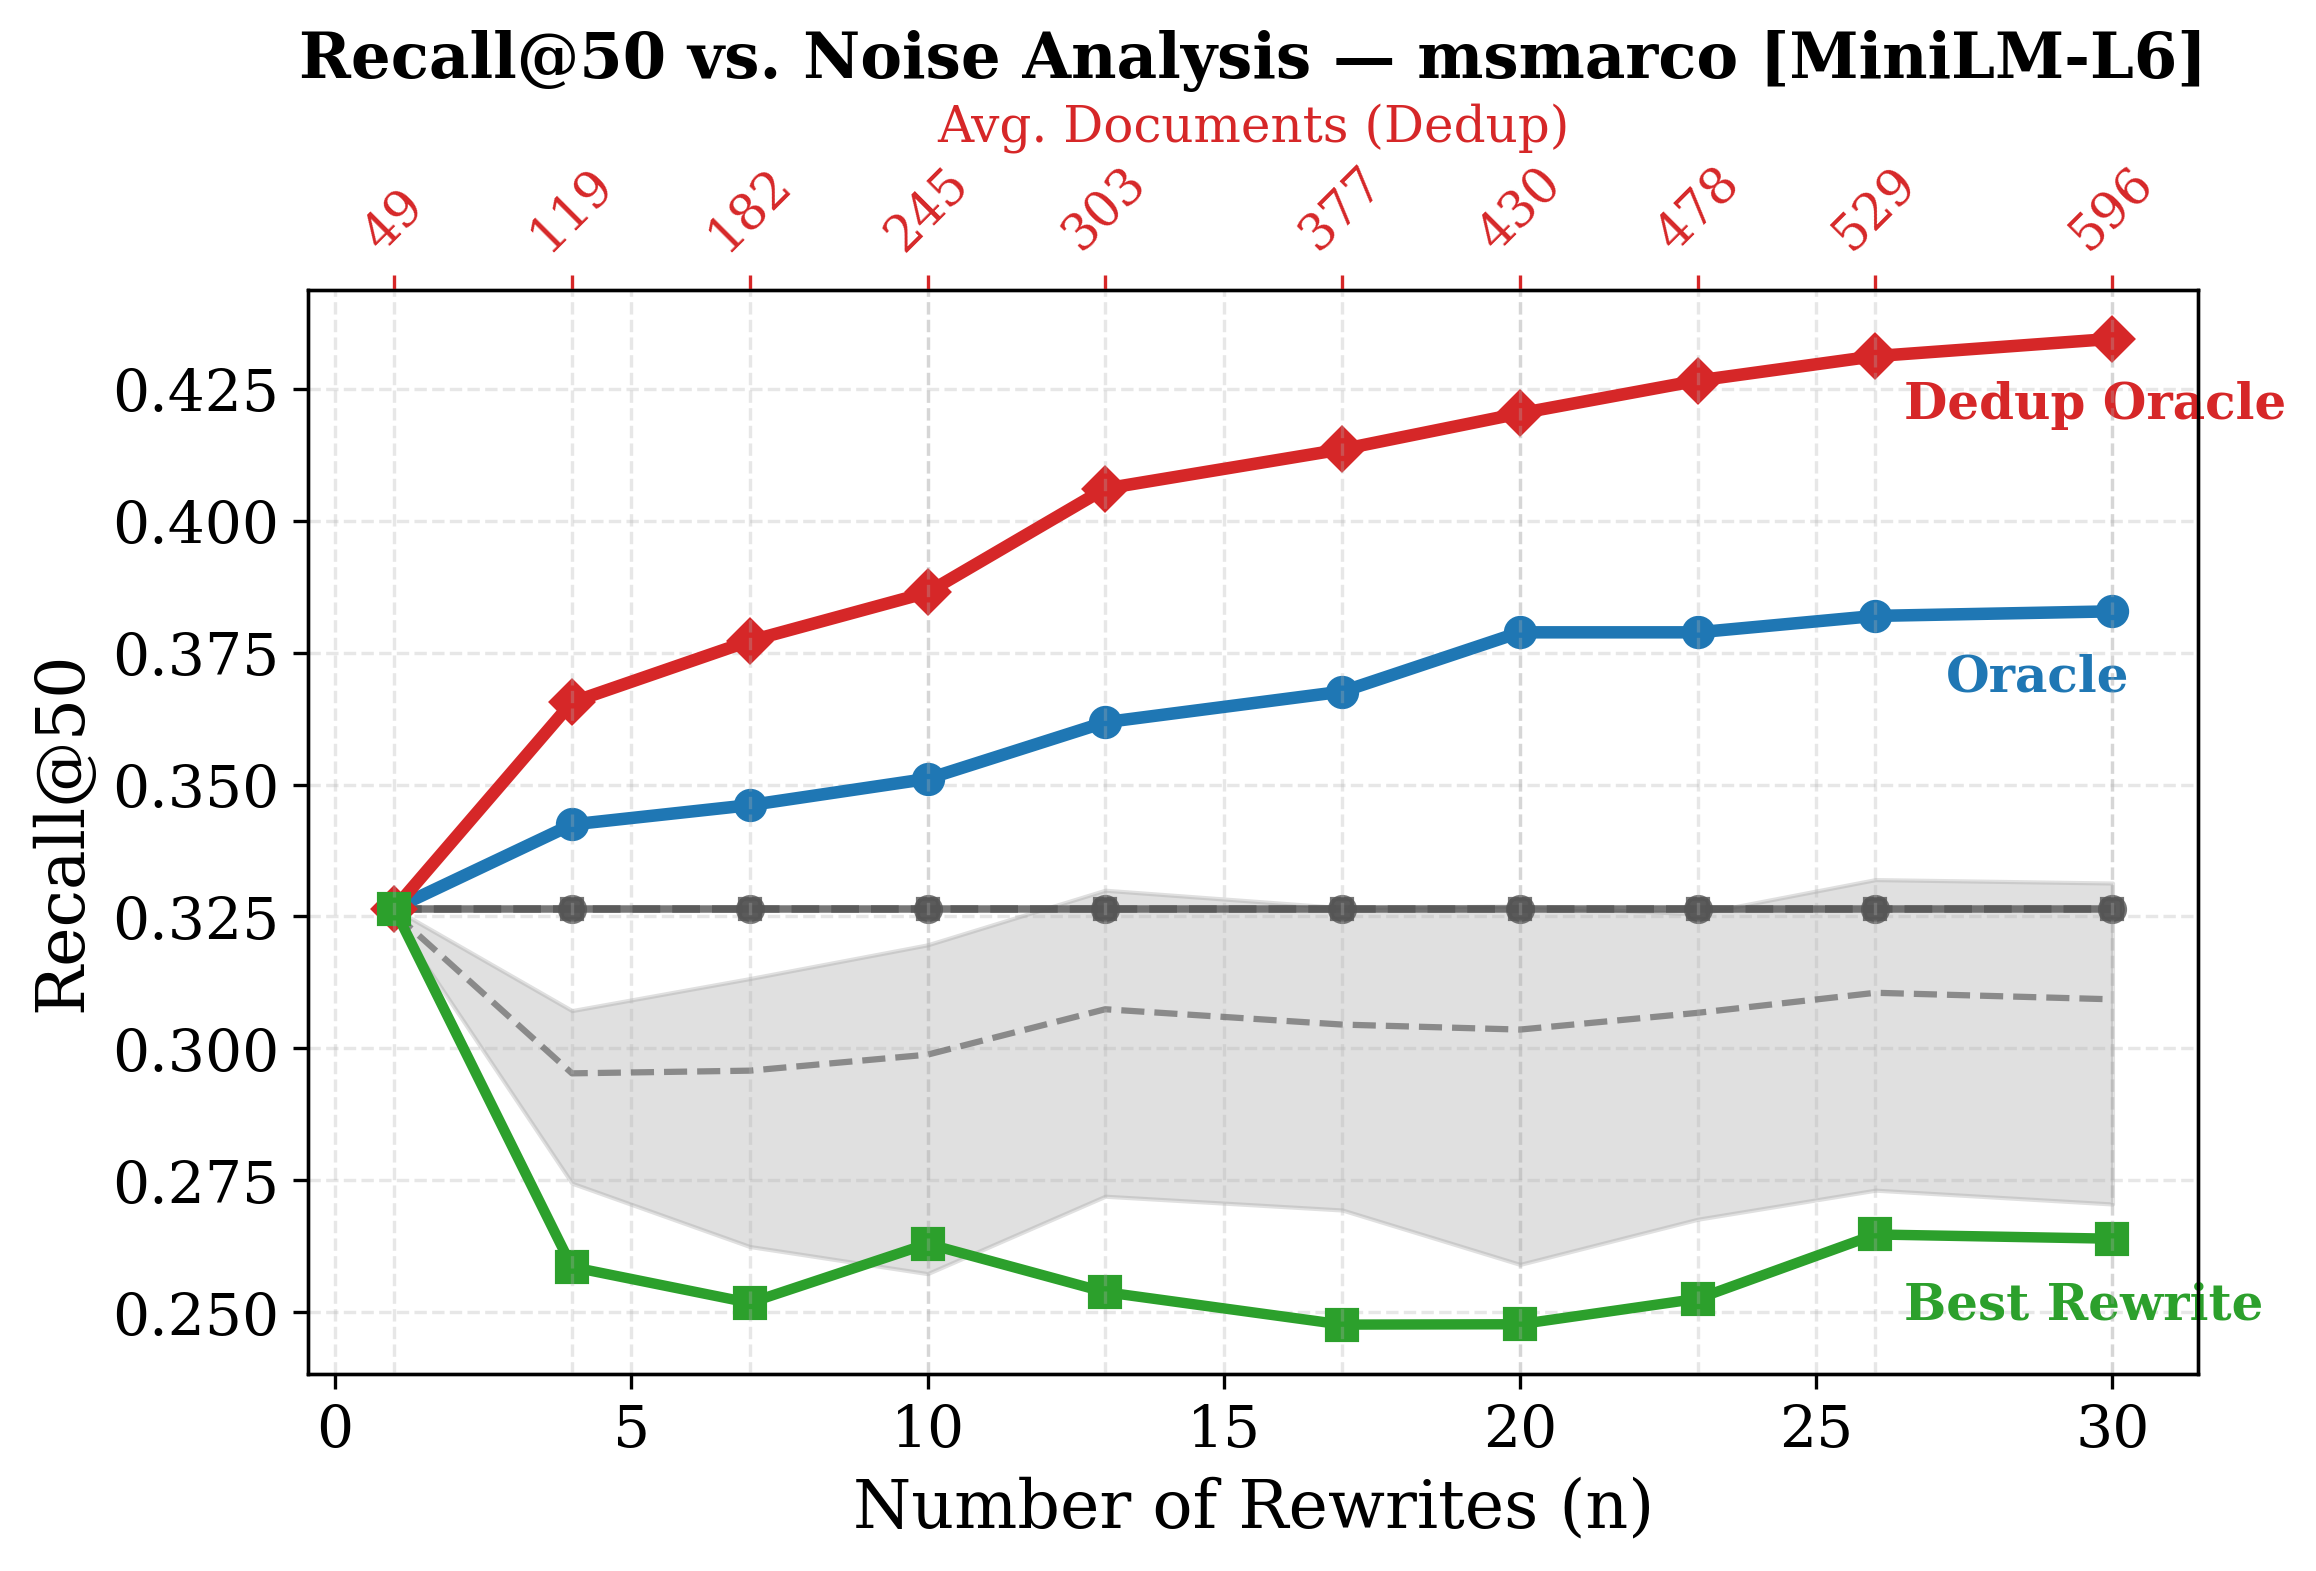 Recall@50 vs. Noise Analysis — msmarco [MiniLM-L6]
Avg. Documents (Dedup)
49 119 182 245 303 377 430 478 529 596
Recall@50
0.425
0.400
0.375
0.350
0.325
0.300
0.275
0.250
Dedup Oracle
Oracle
Best Rewrite
0 5 10 15 20 25 30
Number of Rewrites (n)